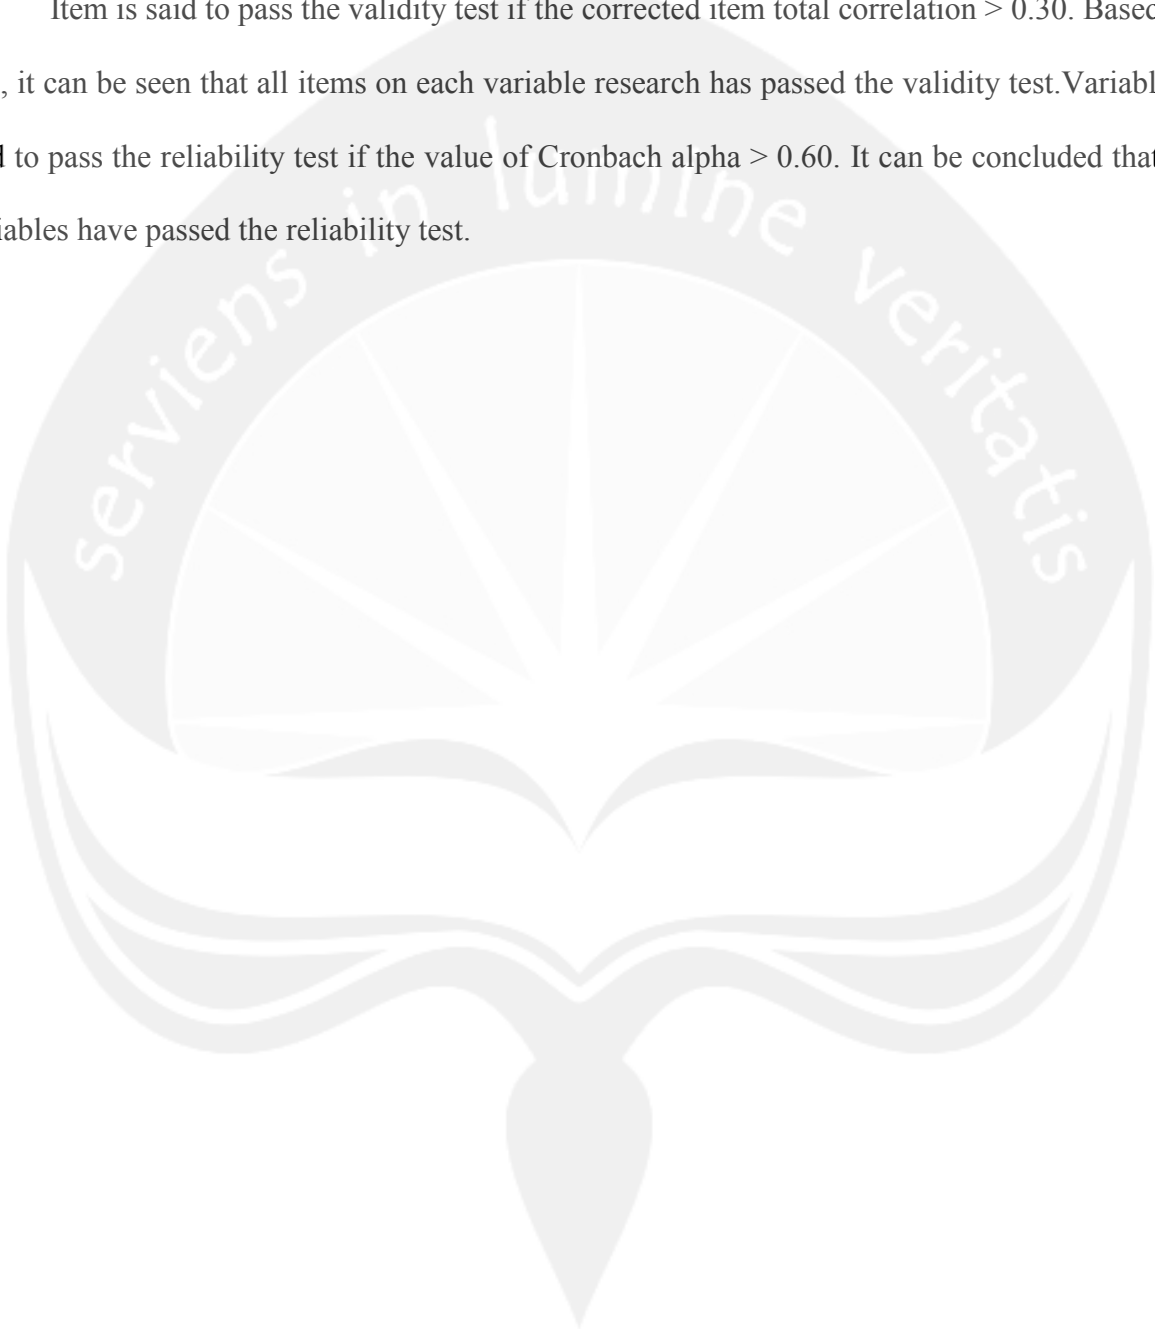 Item is said to pass the validity test if the corrected item total correlation > 0.30. Based
, it can be seen that all items on each variable research has passed the validity test.Variabl
to pass the reliability test if the value of Cronbach alpha > 0.60. It can be concluded that
iables have passed the reliability test.
serviens in lumine veritatis